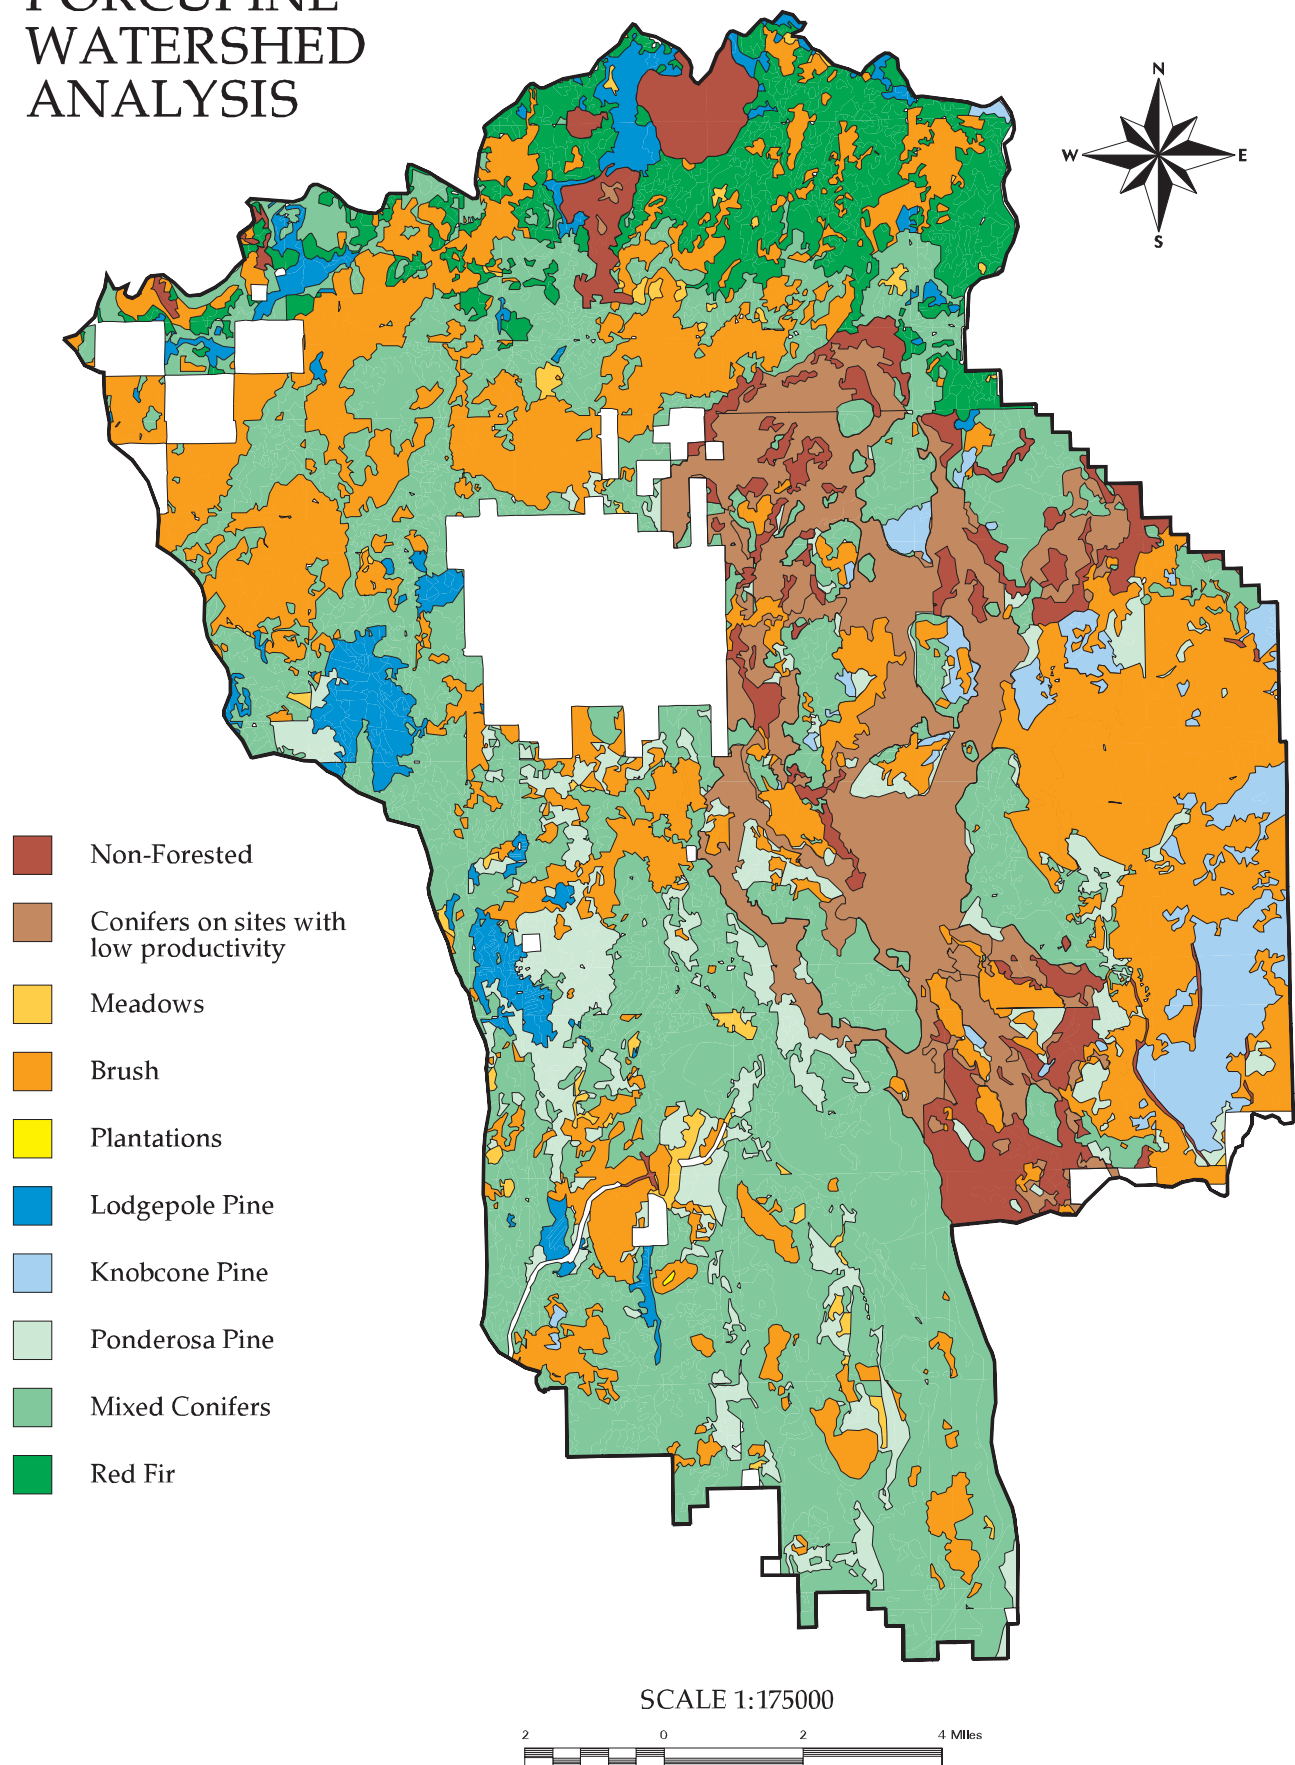 PORCUPINE
WATERSHED
ANALYSIS
N
W
E
S
Non-Forested
Conifers on sites with
low productivity
Meadows
Brush
Plantations
Lodgepole Pine
Knobcone Pine
Ponderosa Pine
Mixed Conifers
Red Fir
SCALE 1:175000
2 0 2 4 Miles